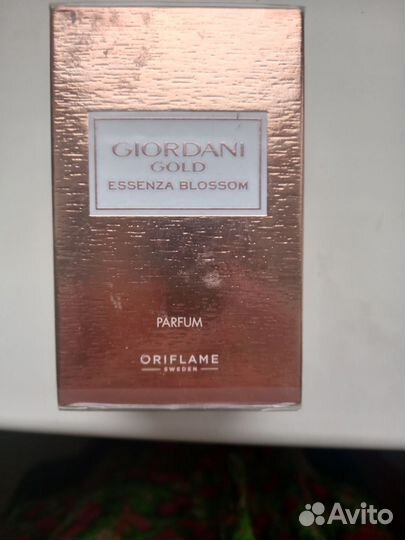 GIORDANI
GOLD
ESSENZA BLOSSOM
PARFUM
ORIFLAME
SWEDEN
Avito